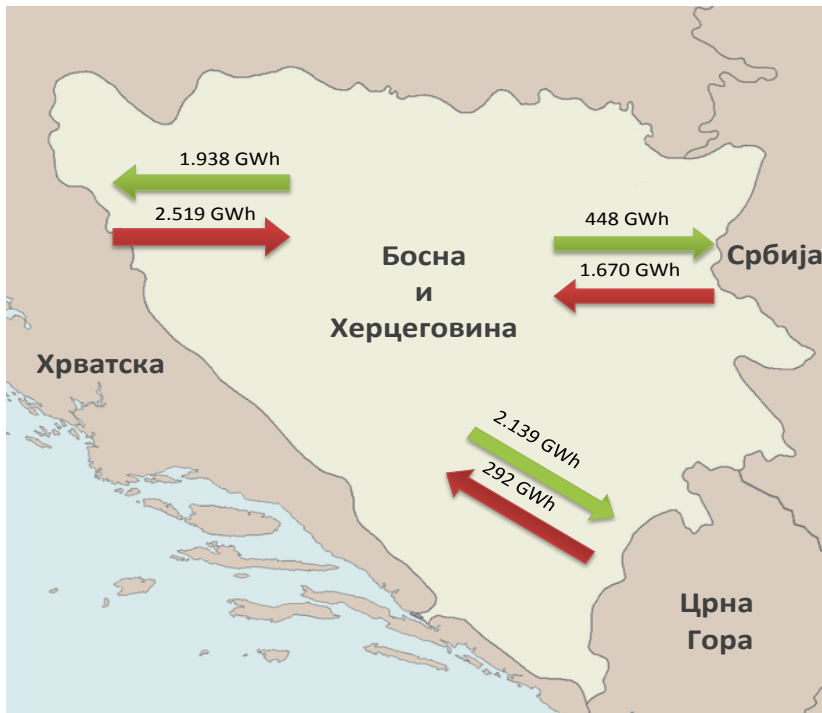 1.938 GWh
2.519 GWh
448 GWh
1.670 GWh
Србија
Босна
и
Херцеговина
Хрватска
2.139 GWh
292 GWh
Црна
Гора